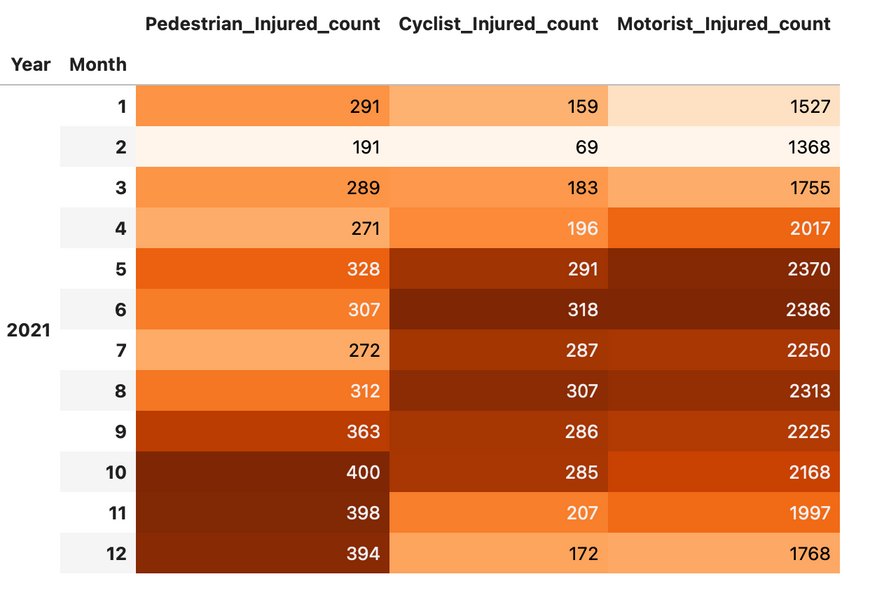 Pedestrian_Injured_count Cyclist_Injured_count Motorist_Injured_count
Year Month
1 291 159 1527
2 191 69 1368
3 289 183 1755
4 271 196 2017
5 328 291 2370
6 307 318 2386
2021
7 272 287 2250
8 312 307 2313
9 363 286 2225
10 400 285 2168
11 398 207 1997
12 394 172 1768